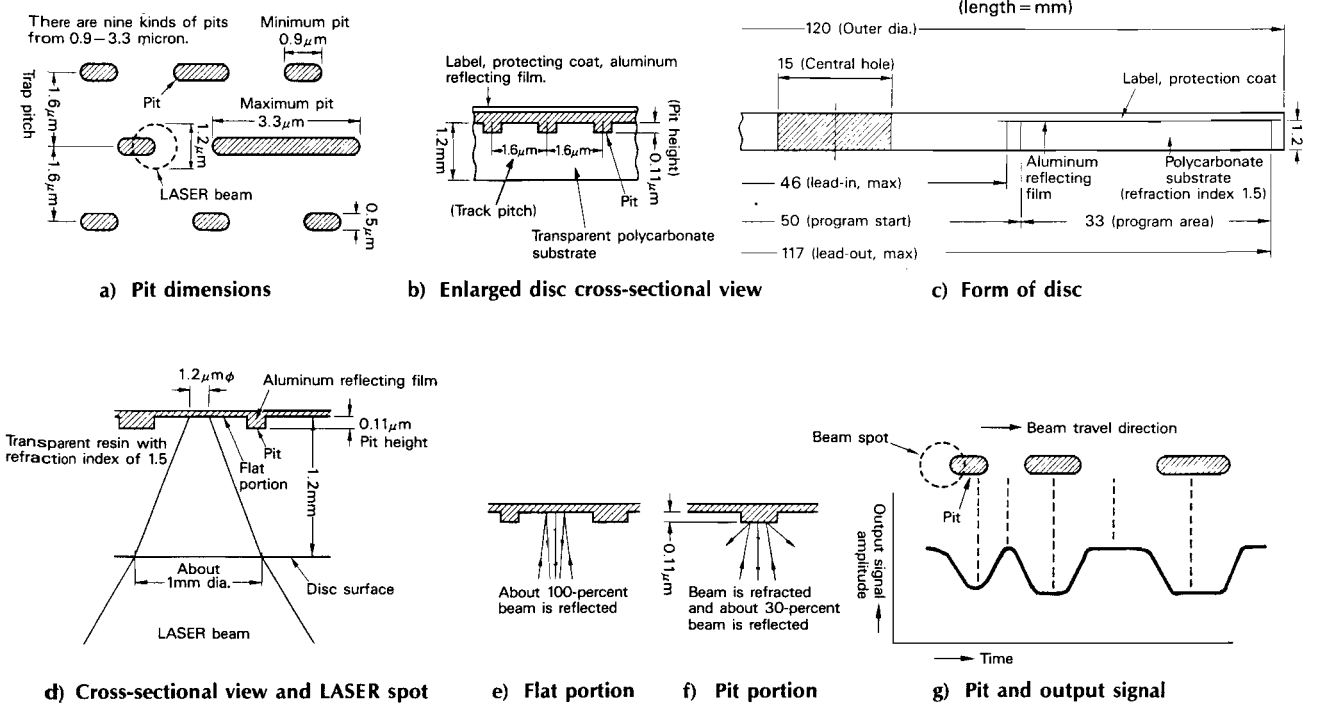 There are nine kinds of pits
from 0.9–3.3 micron.
Minimum pit
0.9μm
Trap pitch
1.6μm
1.6μm
Pit
Maximum pit
3.3μm
1.2μm
LASER beam
0.5μm
a) Pit dimensions
Label, protecting coat, aluminum
reflecting film.
(Pit height)
0.11μm
1.2mm
1.6μm
1.6μm
(Track pitch)
Pit
Transparent polycarbonate
substrate
b) Enlarged disc cross-sectional view
(length=mm)
120 (Outer dia.)
15 (Central hole)
Label, protection coat
1.2
Aluminum
reflecting
film
Polycarbonate
substrate
(refraction index 1.5)
46 (lead-in, max)
50 (program start)
33 (program area)
117 (lead-out, max)
c) Form of disc
1.2μmϕ
Aluminum reflecting film
0.11μm
Pit height
Transparent resin with
refraction index of 1.5
Pit
Flat
portion
1.2mm
About
1mm dia.
Disc surface
LASER beam
d) Cross-sectional view and LASER spot
About 100-percent
beam is reflected
e) Flat portion
0.11μm
Beam is refracted
and about 30-percent
beam is reflected
f) Pit portion
Beam travel direction
Beam spot
Pit
Output signal
amplitude
Time
g) Pit and output signal